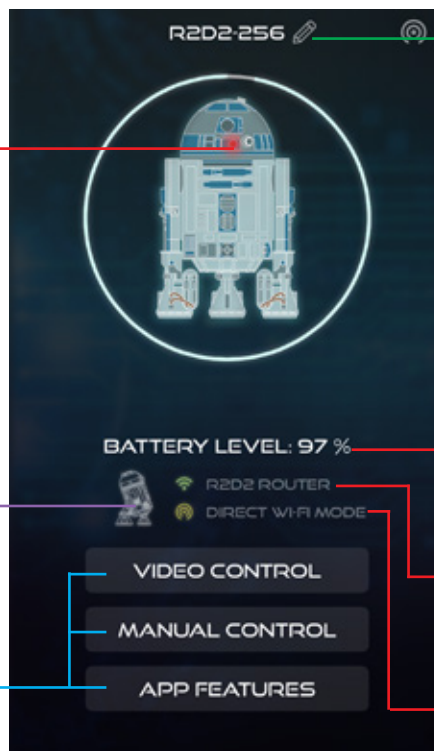 R2D2-256
BATTERY LEVEL: 97 %
R2D2 ROUTER
DIRECT WI-FI MODE
VIDEO CONTROL
MANUAL CONTROL
APP FEATURES